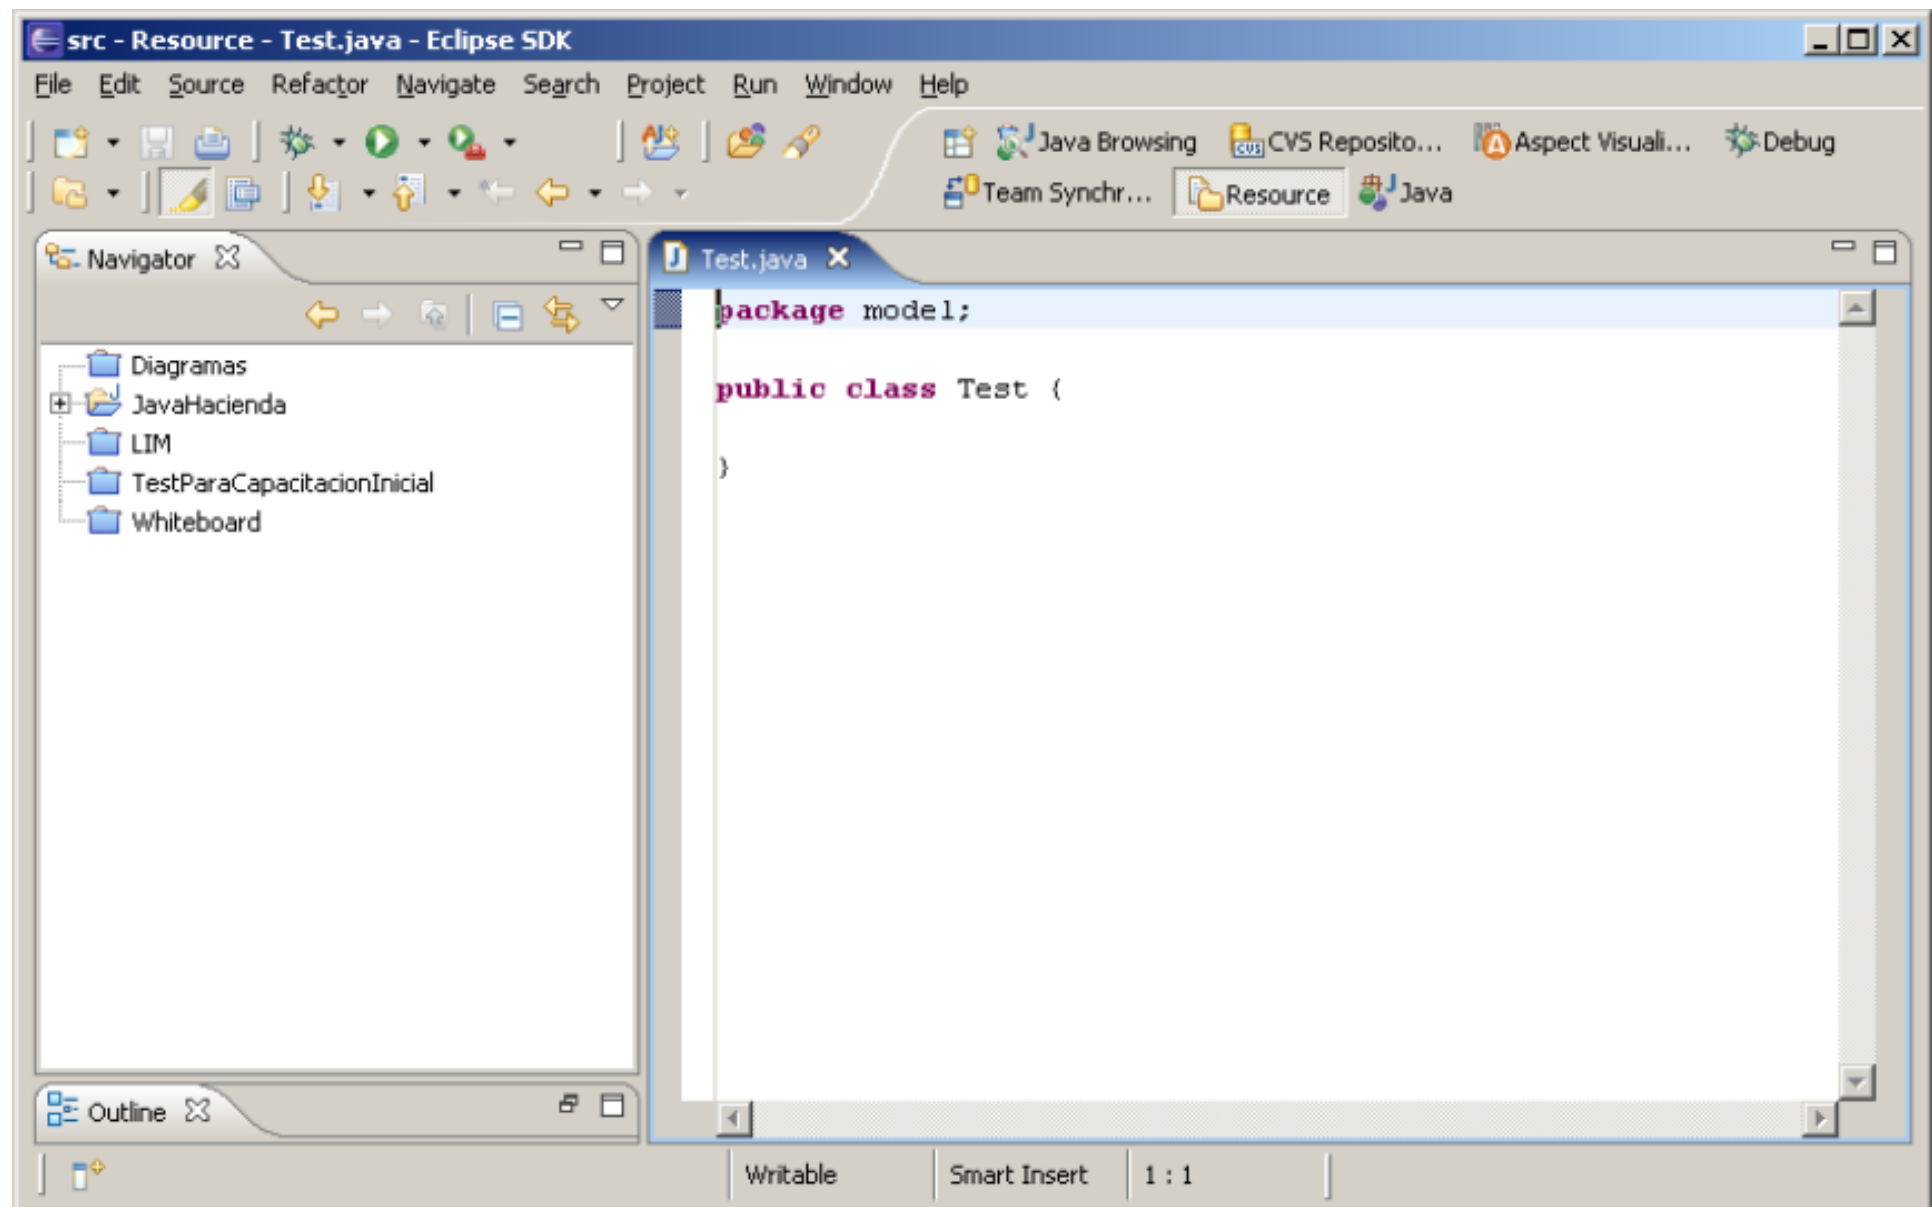 src - Resource - Test.java - Eclipse SDK
File Edit Source Refactor Navigate Search Project Run Window Help
Java Browsing CVS Reposito... Aspect Visuali... Debug
Team Synchr... Resource Java
Navigator
Diagramas
JavaHacienda
LIM
TestParaCapacitacionInicial
Whiteboard
Outline
Test.java
package model;
public class Test {
}
Writable Smart Insert 1 : 1